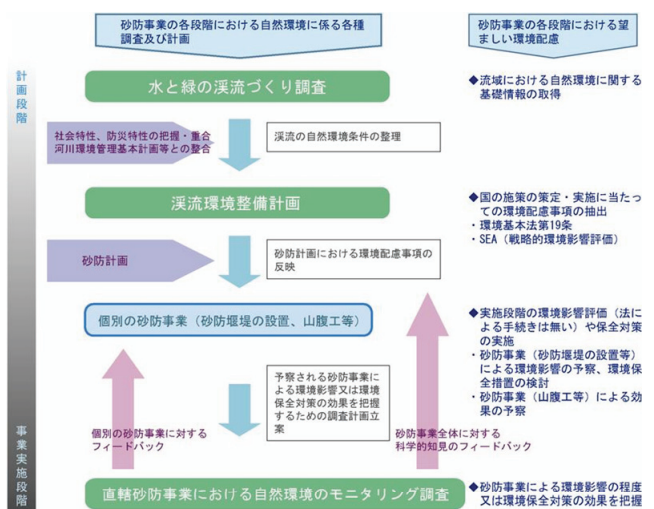 砂防事業の各段階における自然環境に係る各種
調査及び計画
砂防事業の各段階における望
ましい環境配慮
計画段階
水と緑の渓流づくり調査
◆流域における自然環境に関する
基礎情報の取得
社会特性、防災特性の把握・重合
河川環境管理基本計画等との整合
渓流の自然環境条件の整理
渓流環境整備計画
◆国の施策の策定・実施に当たっ
ての環境配慮事項の抽出
・環境基本法第19条
・SEA（戦略的環境影響評価）
砂防計画
砂防計画における環境配慮事項の
反映
個別の砂防事業（砂防堰堤の設置、山腹工等）
◆実施段階の環境影響評価（法に
よる手続きは無い）や保全対策
の実施
・砂防事業（砂防堰堤の設置等）
による環境影響の予察、環境保
全措置の検討
・砂防事業（山腹工等）による効
果の予察
予察される砂防事業に
よる環境影響又は環境
保全対策の効果を把握
するための調査計画立
案
個別の砂防事業に対する
フィードバック
砂防事業全体に対する
科学的知見のフィードバック
事業実施段階
直轄砂防事業における自然環境のモニタリング調査
◆砂防事業による環境影響の程度
又は環境保全対策の効果を把握